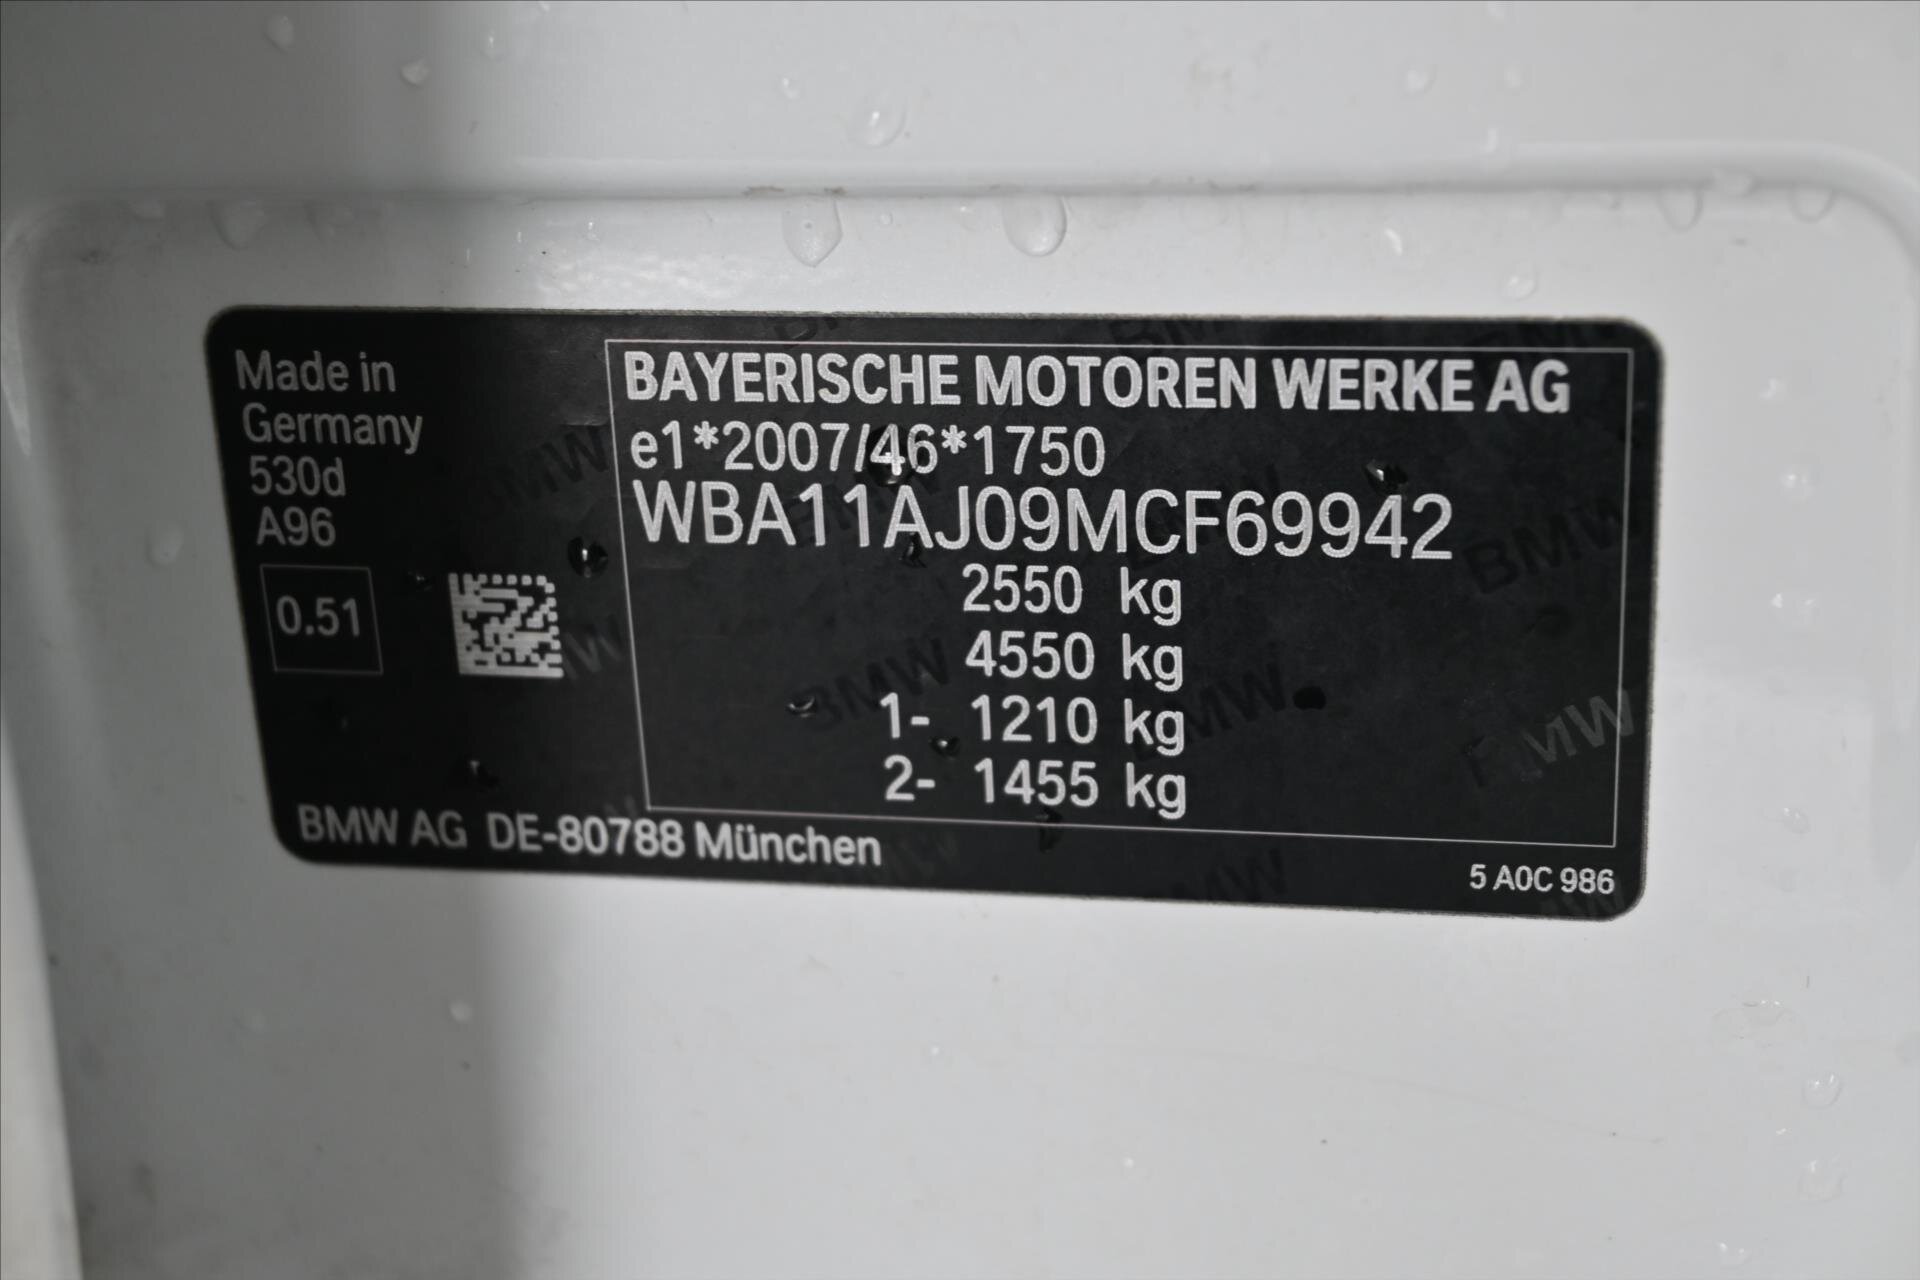 Made in
Germany
530d
A96
0.51
BAYERISCHE MOTOREN WERKE AG
e1*2007/46*1750
WBA11AJ09MCF69942
2550 kg
4550 kg
1- 1210 kg
2- 1455 kg
BMW AG DE-80788 München
5 A0C 986